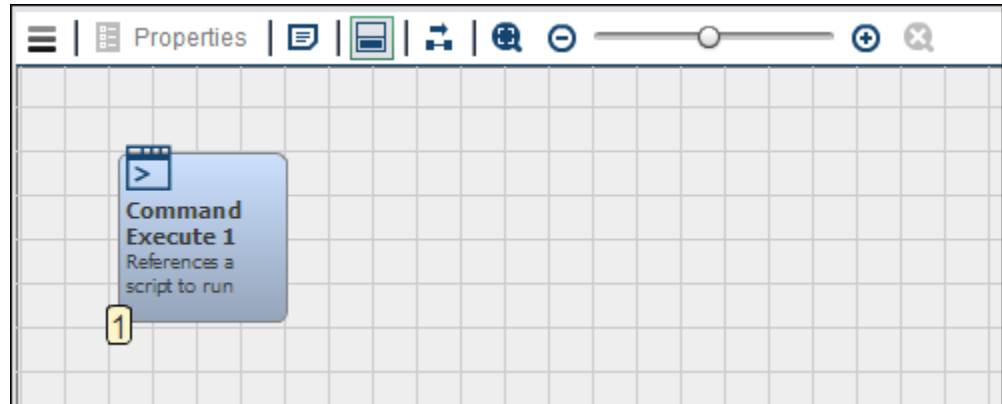 Properties
Command
Execute 1
References a
script to run
1